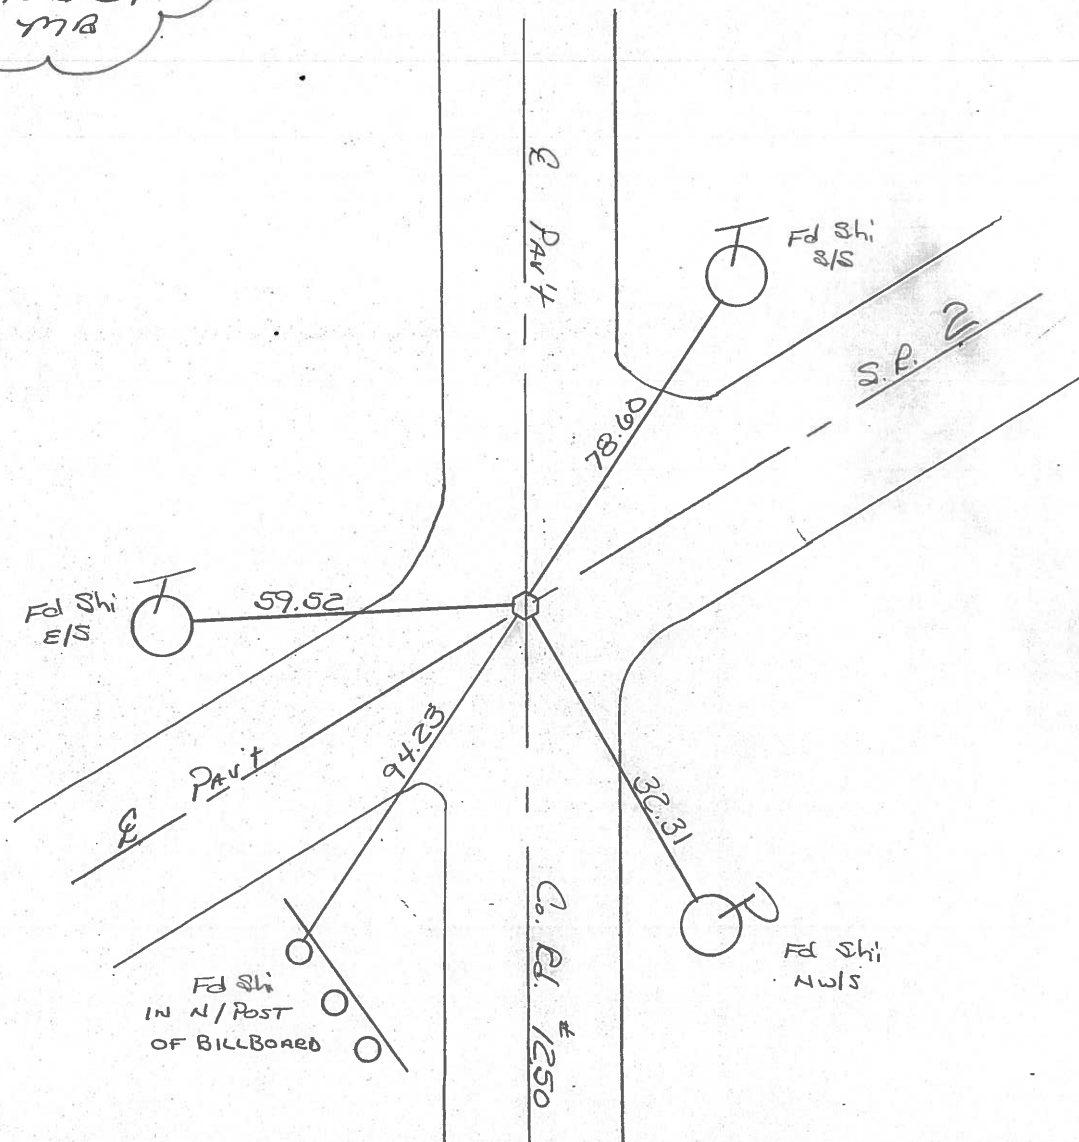 YMB
℄ PAV't
Fd Shi
S/S
S. R. 2
78.60
Fd Shi
E/S
59.52
94.23
℄ PAV't
32.31
Co. Rd. # 1250
Fd Shi
NW/S
Fd Shi
IN N/POST
OF BILLBOARD